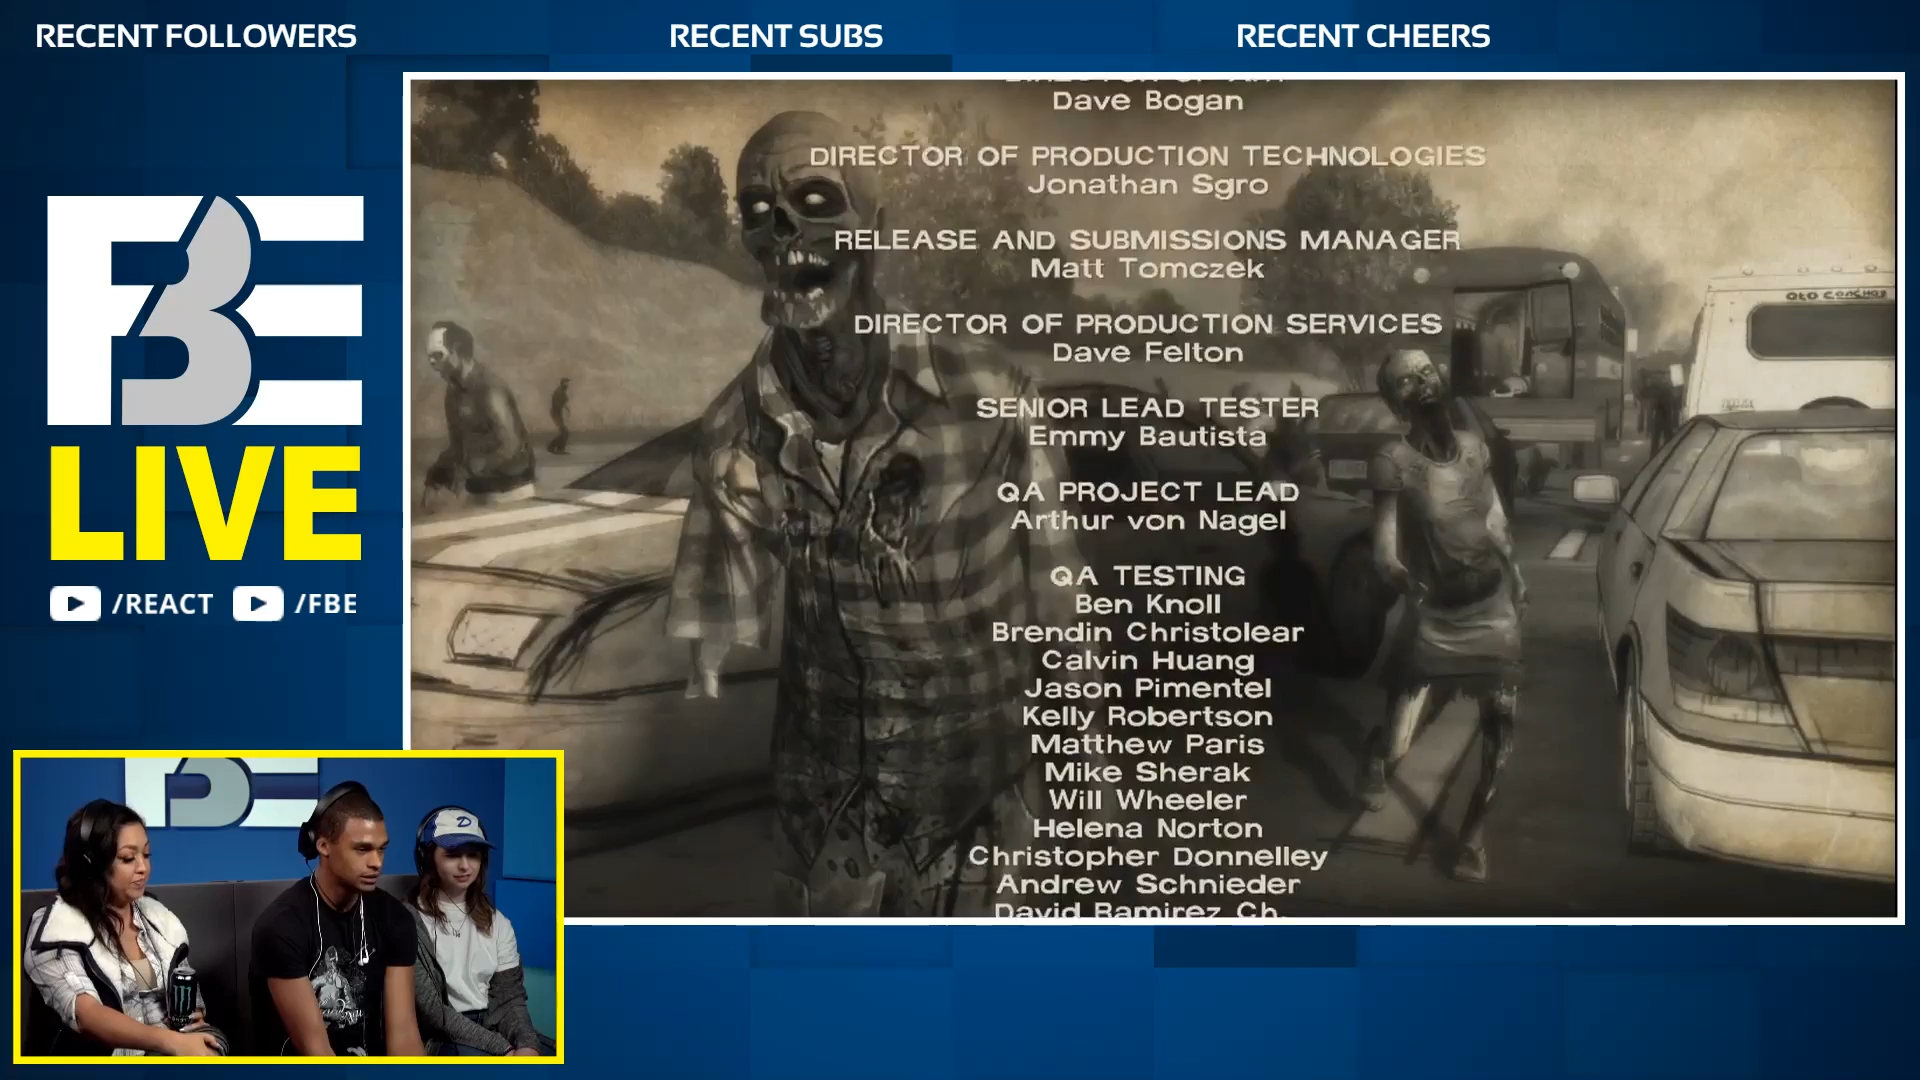 RECENT FOLLOWERS
RECENT SUBS
RECENT CHEERS
FBE
LIVE
/REACT
/FBE
Dave Bogan
DIRECTOR OF PRODUCTION TECHNOLOGIES
Jonathan Sgro
RELEASE AND SUBMISSIONS MANAGER
Matt Tomczek
DIRECTOR OF PRODUCTION SERVICES
Dave Felton
SENIOR LEAD TESTER
Emmy Bautista
QA PROJECT LEAD
Arthur von Nagel
QA TESTING
Ben Knoll
Brendin Christolear
Calvin Huang
Jason Pimentel
Kelly Robertson
Matthew Paris
Mike Sherak
Will Wheeler
Helena Norton
Christopher Donnelley
Andrew Schnieder
David Ramirez Ch.
D